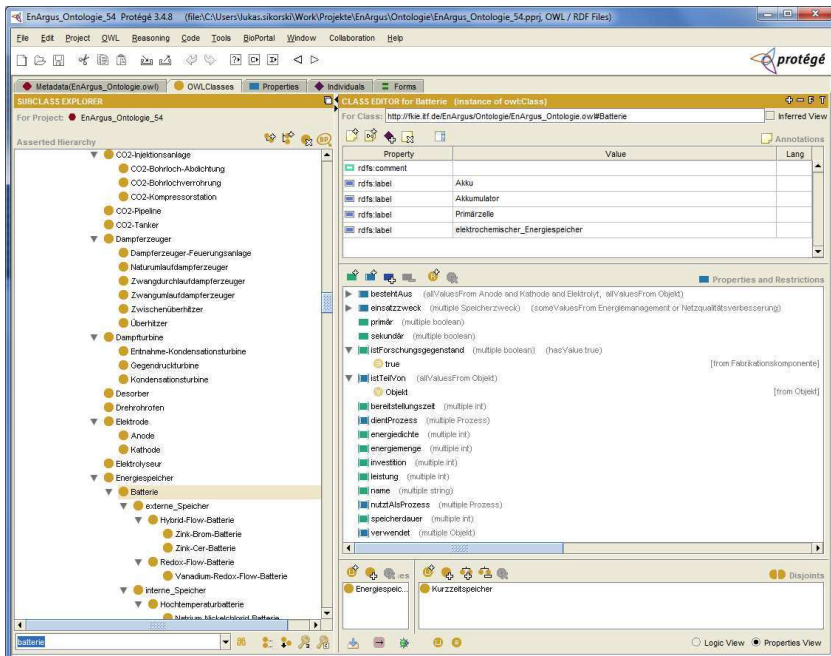 EnArgus_Ontologie_54 Protégé 3.4.8 (file:\C:\Users\lukas.sikorski\Work\Projekte\EnArgus\Ontologie\EnArgus_Ontologie_54.pprj, OWL / RDF Files)
File Edit Project OWL Reasoning Code Tools BioPortal Window Collaboration Help
protégé
Metadata(EnArgus_Ontologie.owl) OWLClasses Properties Individuals Forms
SUBCLASS EXPLORER
For Project: EnArgus_Ontologie_54
Asserted Hierarchy
CO2-Injektionsanlage
CO2-Bohrloch-Abdichtung
CO2-Bohrlochverrohrung
CO2-Kompressorstation
CO2-Pipeline
CO2-Tanker
Dampferzeuger
Dampferzeuger-Feuerungsanlage
Naturumlaufdampferzeuger
Zwangdurchlaufdampferzeuger
Zwangumlaufdampferzeuger
Zwischenüberhitzer
Überhitzer
Dampfturbine
Entnahme-Kondensationsturbine
Gegendruckturbine
Kondensationsturbine
Desorber
Drehrohrofen
Elektrode
Anode
Kathode
Elektrolyseur
Energiespeicher
Batterie
externe_Speicher
Hybrid-Flow-Batterie
Zink-Brom-Batterie
Zink-Cer-Batterie
Redox-Flow-Batterie
Vanadium-Redox-Flow-Batterie
interne_Speicher
Hochtemperaturbatterie
Natrium-Nickelchlorid-Batterie
batterie
CLASS EDITOR for Batterie (instance of owl:Class)
For Class: http://fkie.itf.de/EnArgus/Ontologie/EnArgus_Ontologie.owl#Batterie Inferred View
Annotations
Property Value Lang
rdfs:comment
rdfs:label Akku
rdfs:label Akkumulator
rdfs:label Primärzelle
rdfs:label elektrochemischer_Energiespeicher
Properties and Restrictions
bestehtAus (allValuesFrom Anode and Kathode and Elektrolyt, allValuesFrom Objekt)
einsatzzweck (multiple Speicherzweck) (someValuesFrom Energiemanagement or Netzqualitätsverbesserung)
primär (multiple boolean)
sekundär (multiple boolean)
istForschungsgegenstand (multiple boolean) (hasValue true)
true [from Fabrikationskomponente]
istTeilVon (allValuesFrom Objekt)
Objekt [from Objekt]
bereitstellungszeit (multiple int)
dientProzess (multiple Prozess)
energiedichte (multiple int)
energiemenge (multiple int)
investition (multiple int)
leistung (multiple int)
name (multiple string)
nutztAlsProzess (multiple Prozess)
speicherdauer (multiple int)
verwendet (multiple Objekt)
Disjoints
Energiespeic...
Kurzzeitspeicher
Logic View Properties View